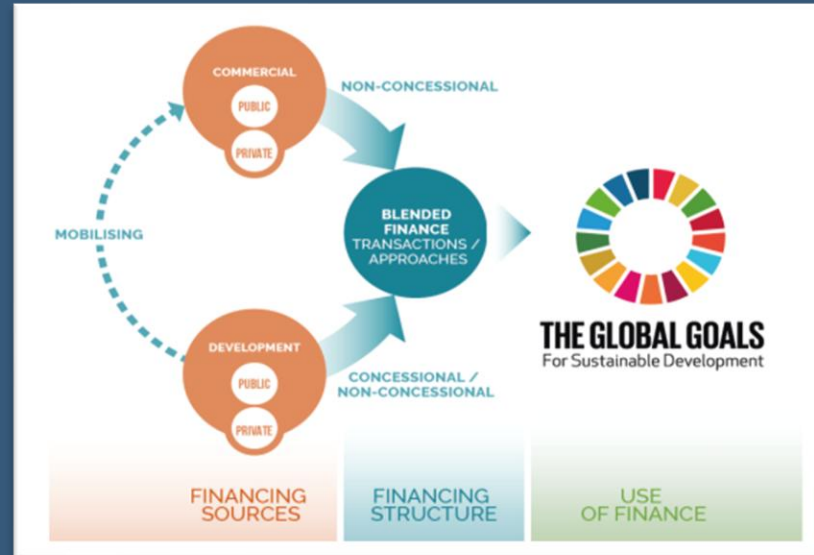 COMMERCIAL
PUBLIC
PRIVATE
NON-CONCESSIONAL
MOBILISING
BLENDED
FINANCE
TRANSACTIONS /
APPROACHES
DEVELOPMENT
PUBLIC
PRIVATE
CONCESSIONAL /
NON-CONCESSIONAL
THE GLOBAL GOALS
For Sustainable Development
FINANCING
SOURCES
FINANCING
STRUCTURE
USE
OF FINANCE